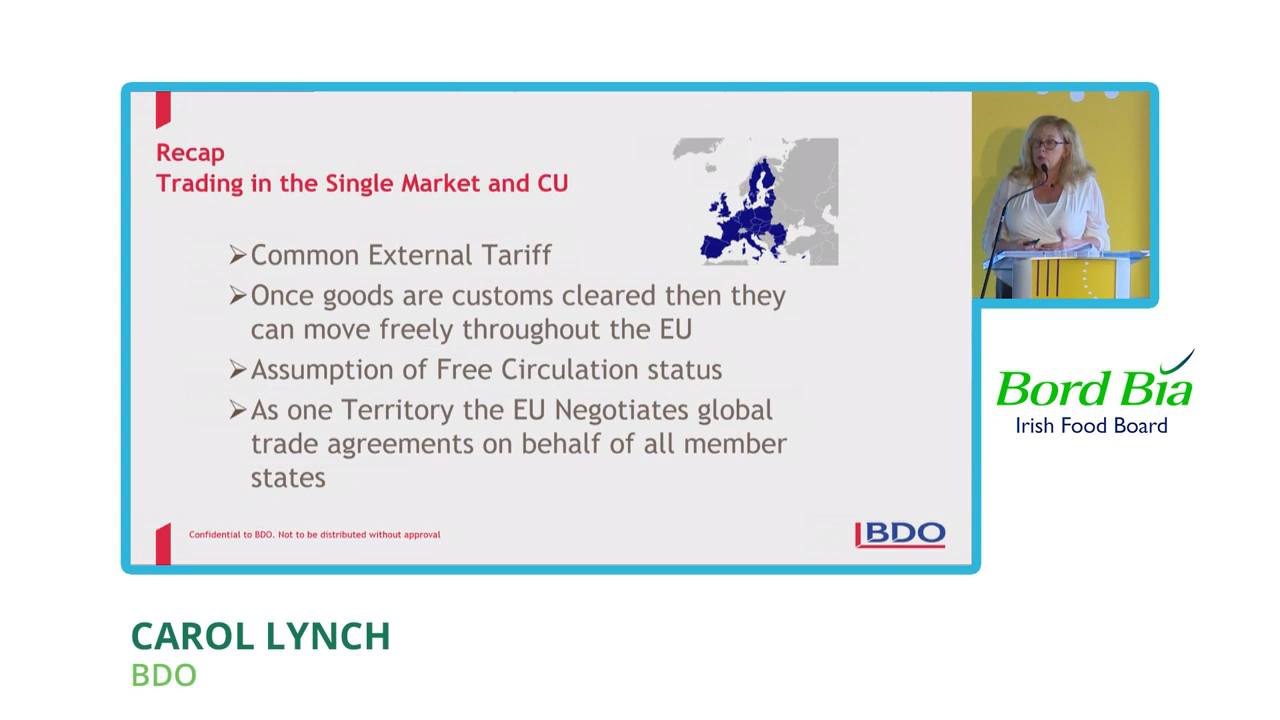 Recap
Trading in the Single Market and CU
Common External Tariff
Once goods are customs cleared then they
can move freely throughout the EU
Assumption of Free Circulation status
As one Territory the EU Negotiates global
trade agreements on behalf of all member
states
Confidential to BDO. Not to be distributed without approval
BDO
Bord Bia
Irish Food Board
CAROL LYNCH
BDO